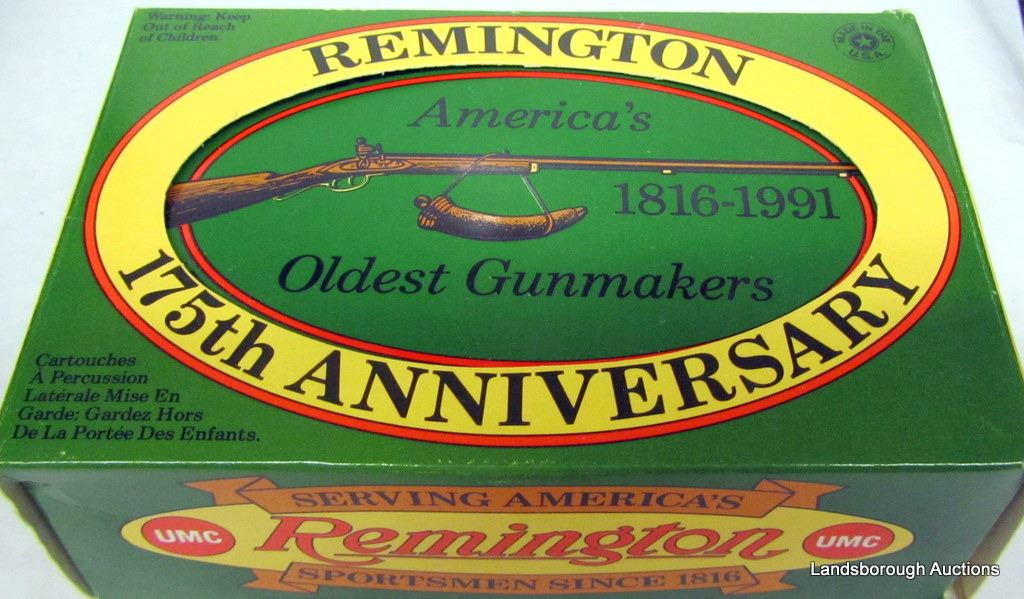 Warning: Keep
Out of Reach
of Children.
REMINGTON
MADE IN THE
U.S.A.
America's
1816-1991
Oldest Gunmakers
175th ANNIVERSARY
Cartouches
À Percussion
Latérale Mise En
Garde: Gardez Hors
De La Portée Des Enfants.
SERVING AMERICA'S
UMC
Remington
UMC
SPORTSMEN SINCE 1816
Landsborough Auctions